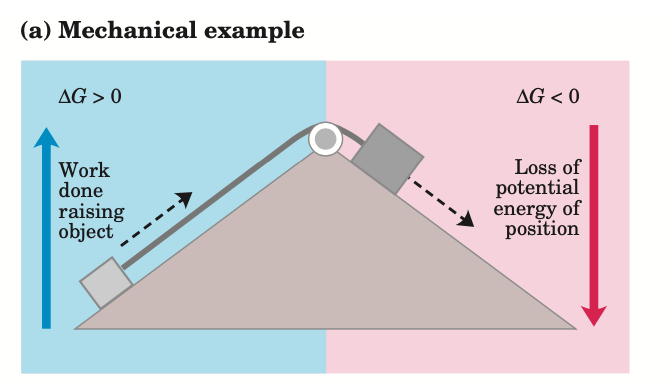 (a) Mechanical example
ΔG > 0
Work
done
raising
object
ΔG < 0
Loss of
potential
energy of
position